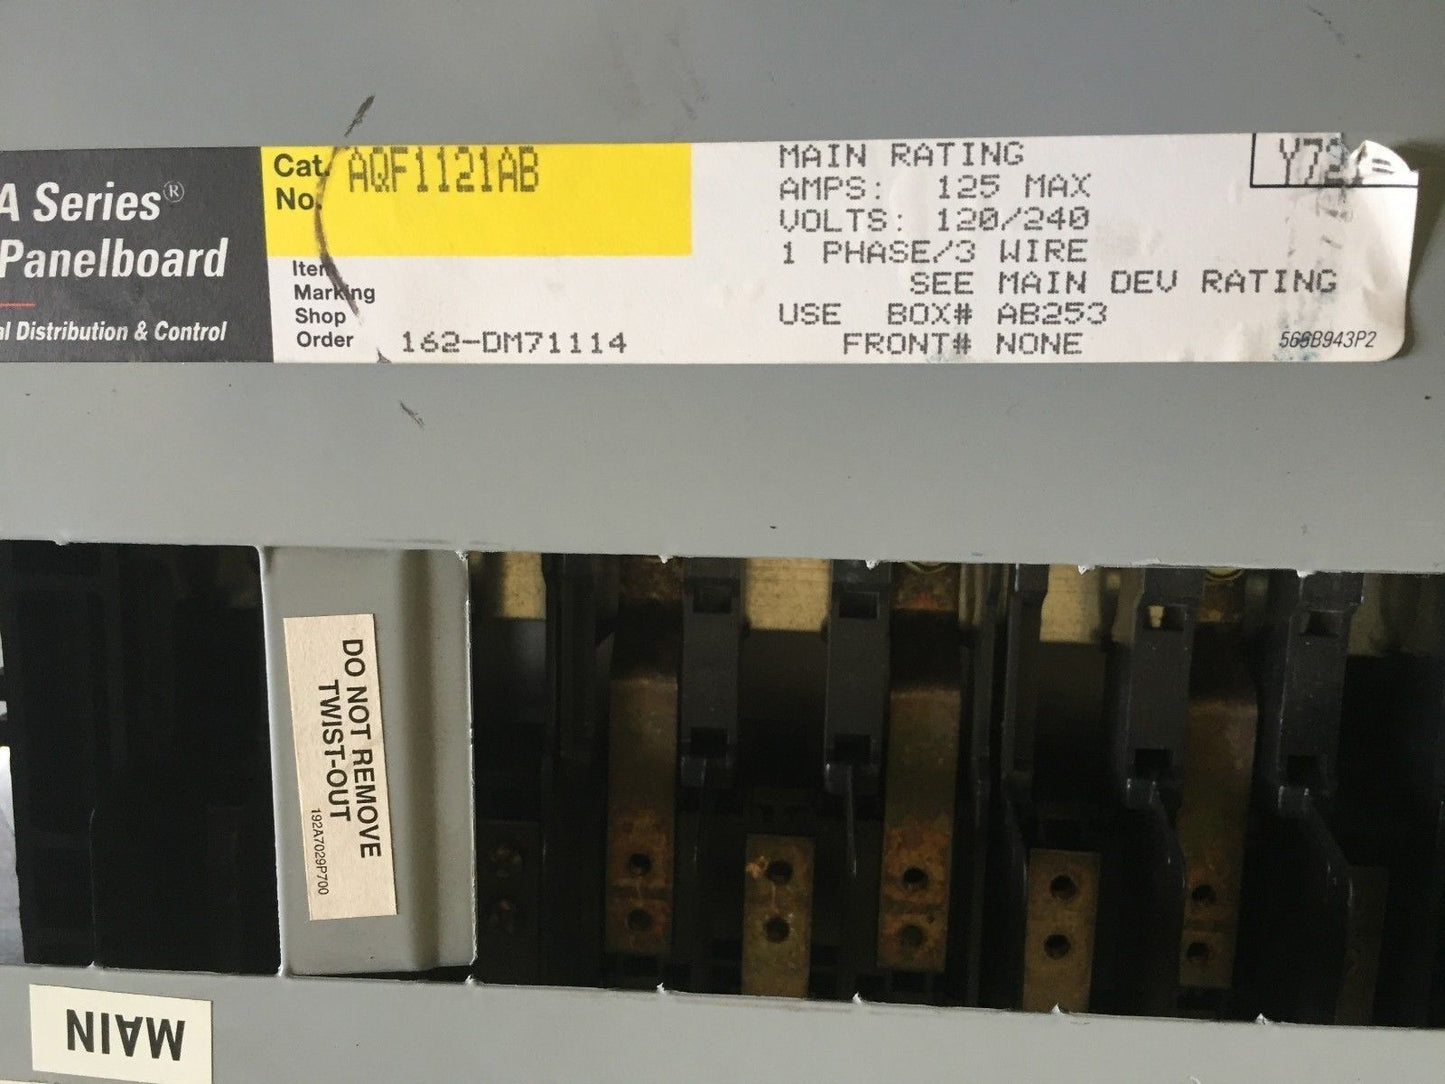 A Series®
Panelboard
al Distribution & Control
Cat.
No.
AQF1121AB
Item
Marking
Shop
Order
162-DM71114
MAIN RATING
AMPS: 125 MAX
VOLTS: 120/240
1 PHASE/3 WIRE
SEE MAIN DEV RATING
USE BOX# AB253
FRONT# NONE
568B943P2
DO NOT REMOVE
TWIST-OUT
192A7029P700
MAIN